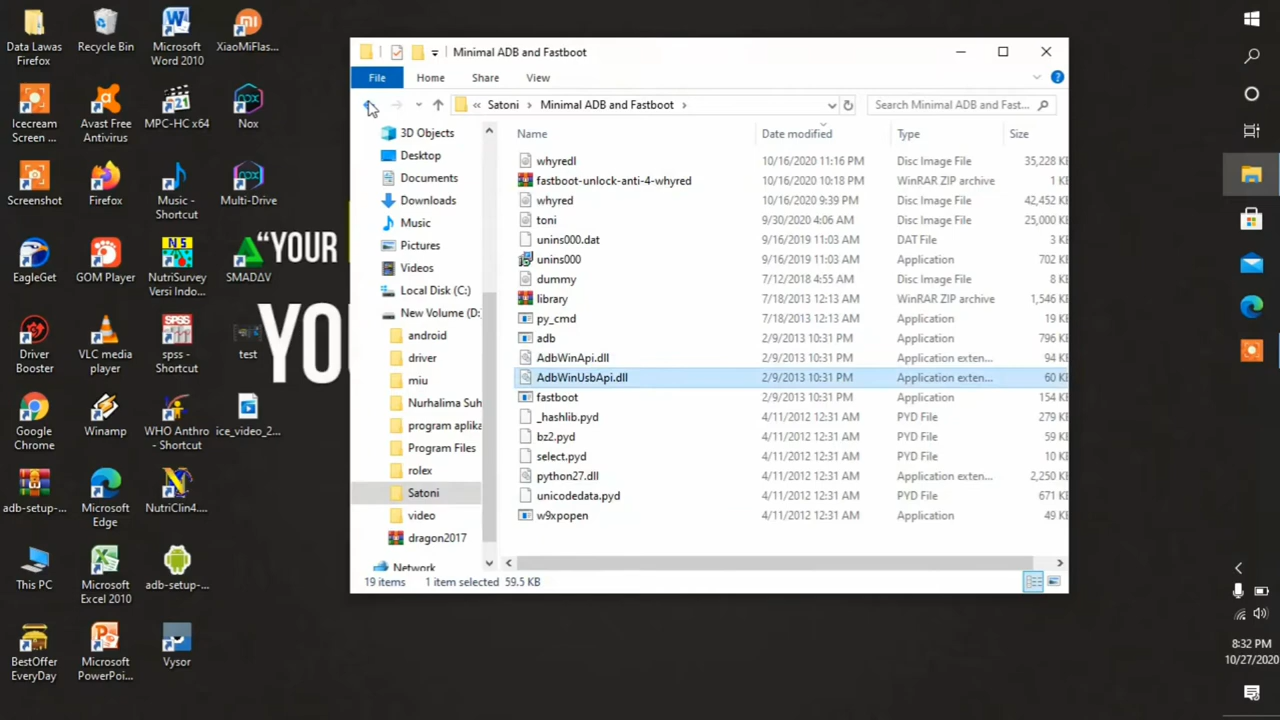 Data Lawas
Firefox
Recycle Bin
Microsoft
Word 2010
XiaoMiFlas...
Icecream
Screen ...
Avast Free
Antivirus
MPC-HC x64
Nox
Screenshot
Firefox
Music -
Shortcut
Multi-Drive
EagleGet
GOM Player
NutriSurvey
Versi Indo...
SMADΔV
Driver
Booster
VLC media
player
spss -
Shortcut
test
Google
Chrome
Winamp
WHO Anthro
- Shortcut
ice_video_2...
adb-setup-...
Microsoft
Edge
NutriClin4....
This PC
Microsoft
Excel 2010
adb-setup-...
BestOffer
EveryDay
Microsoft
PowerPoi...
Vysor
“YOUR
YOU
Minimal ADB and Fastboot
File Home Share View
« Satoni › Minimal ADB and Fastboot ›
Search Minimal ADB and Fast...
3D Objects
Desktop
Documents
Downloads
Music
Pictures
Videos
Local Disk (C:)
New Volume (D:
android
driver
miu
Nurhalima Suh
program aplika
Program Files
rolex
Satoni
video
dragon2017
Network
Name Date modified Type Size
whyredl 10/16/2020 11:16 PM Disc Image File 35,228 KB
fastboot-unlock-anti-4-whyred 10/16/2020 10:18 PM WinRAR ZIP archive 1 KB
whyred 10/16/2020 9:39 PM Disc Image File 42,452 KB
toni 9/30/2020 4:06 AM Disc Image File 25,000 KB
unins000.dat 9/16/2019 11:03 AM DAT File 3 KB
unins000 9/16/2019 11:03 AM Application 702 KB
dummy 7/18/2012 4:55 AM Disc Image File 8 KB
library 7/18/2013 12:13 AM WinRAR ZIP archive 1,546 KB
py_cmd 7/18/2013 12:13 AM Application 19 KB
adb 2/9/2013 10:31 PM Application 796 KB
AdbWinApi.dll 2/9/2013 10:31 PM Application exten... 94 KB
AdbWinUsbApi.dll 2/9/2013 10:31 PM Application exten... 60 KB
fastboot 2/9/2013 10:31 PM Application 154 KB
_hashlib.pyd 4/11/2012 12:31 AM PYD File 279 KB
bz2.pyd 4/11/2012 12:31 AM PYD File 59 KB
select.pyd 4/11/2012 12:31 AM PYD File 10 KB
python27.dll 4/11/2012 12:31 AM Application exten... 2,250 KB
unicodedata.pyd 4/11/2012 12:31 AM PYD File 671 KB
w9xpopen 4/11/2012 12:31 AM Application 49 KB
19 items 1 item selected 59.5 KB
8:32 PM
10/27/2020